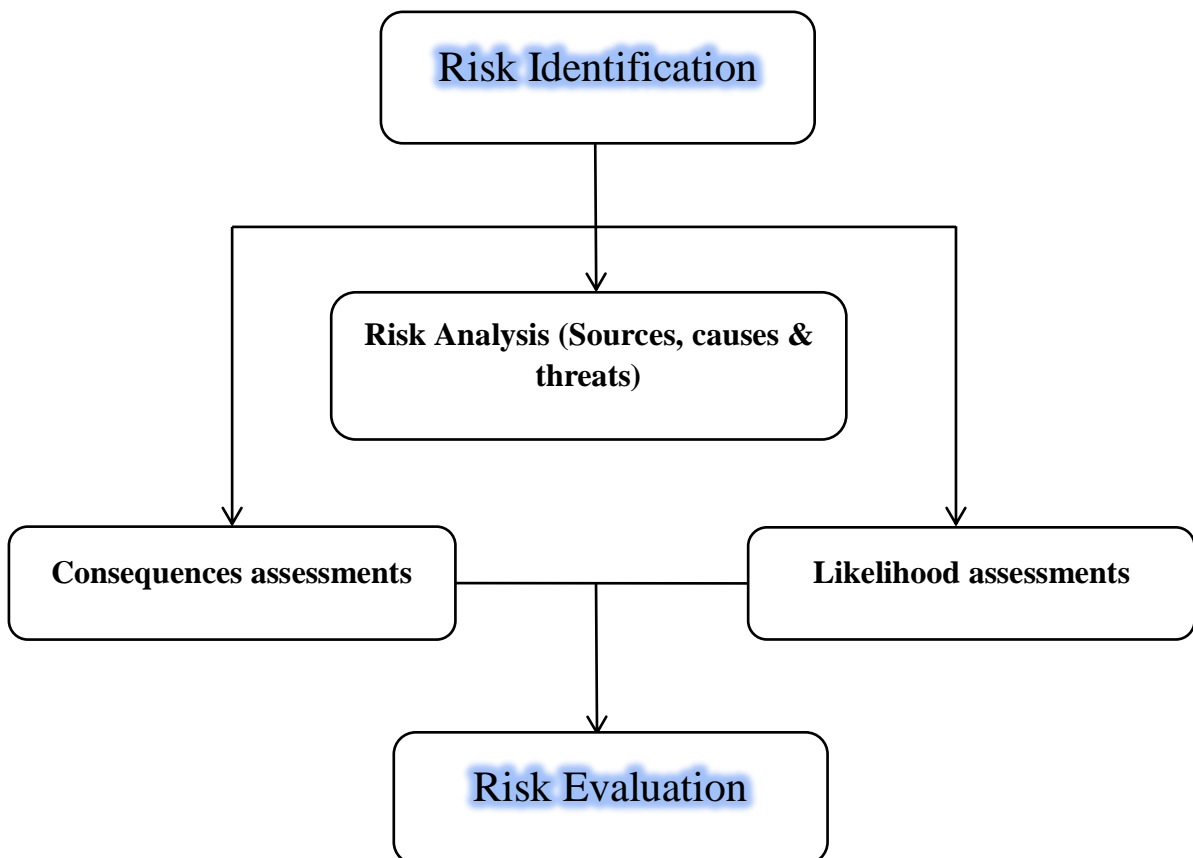 Risk Identification
Risk Analysis (Sources, causes &
threats)
Consequences assessments
Likelihood assessments
Risk Evaluation